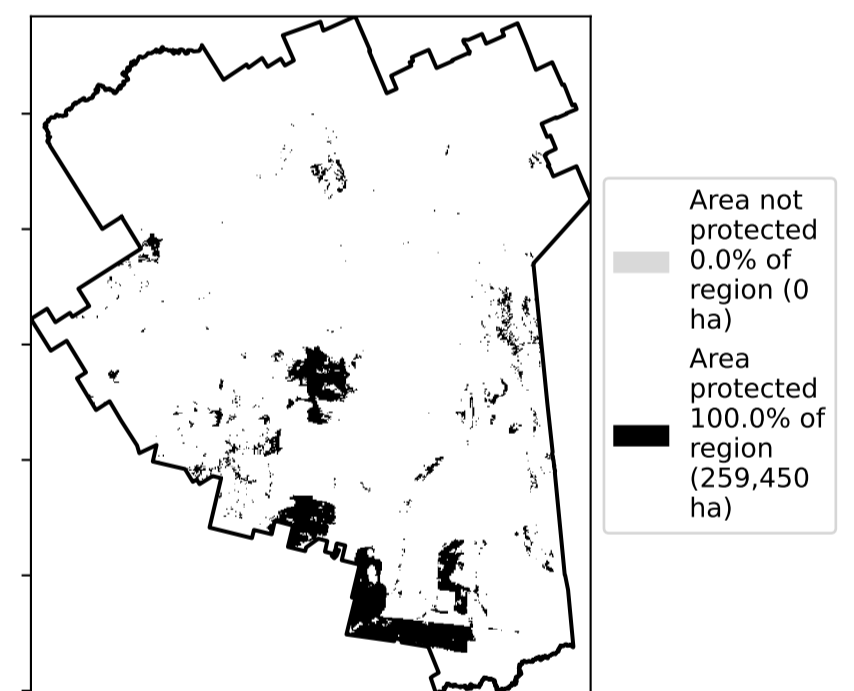 Area not
protected
0.0% of
region (0
ha)
Area
protected
100.0% of
region
(259,450
ha)